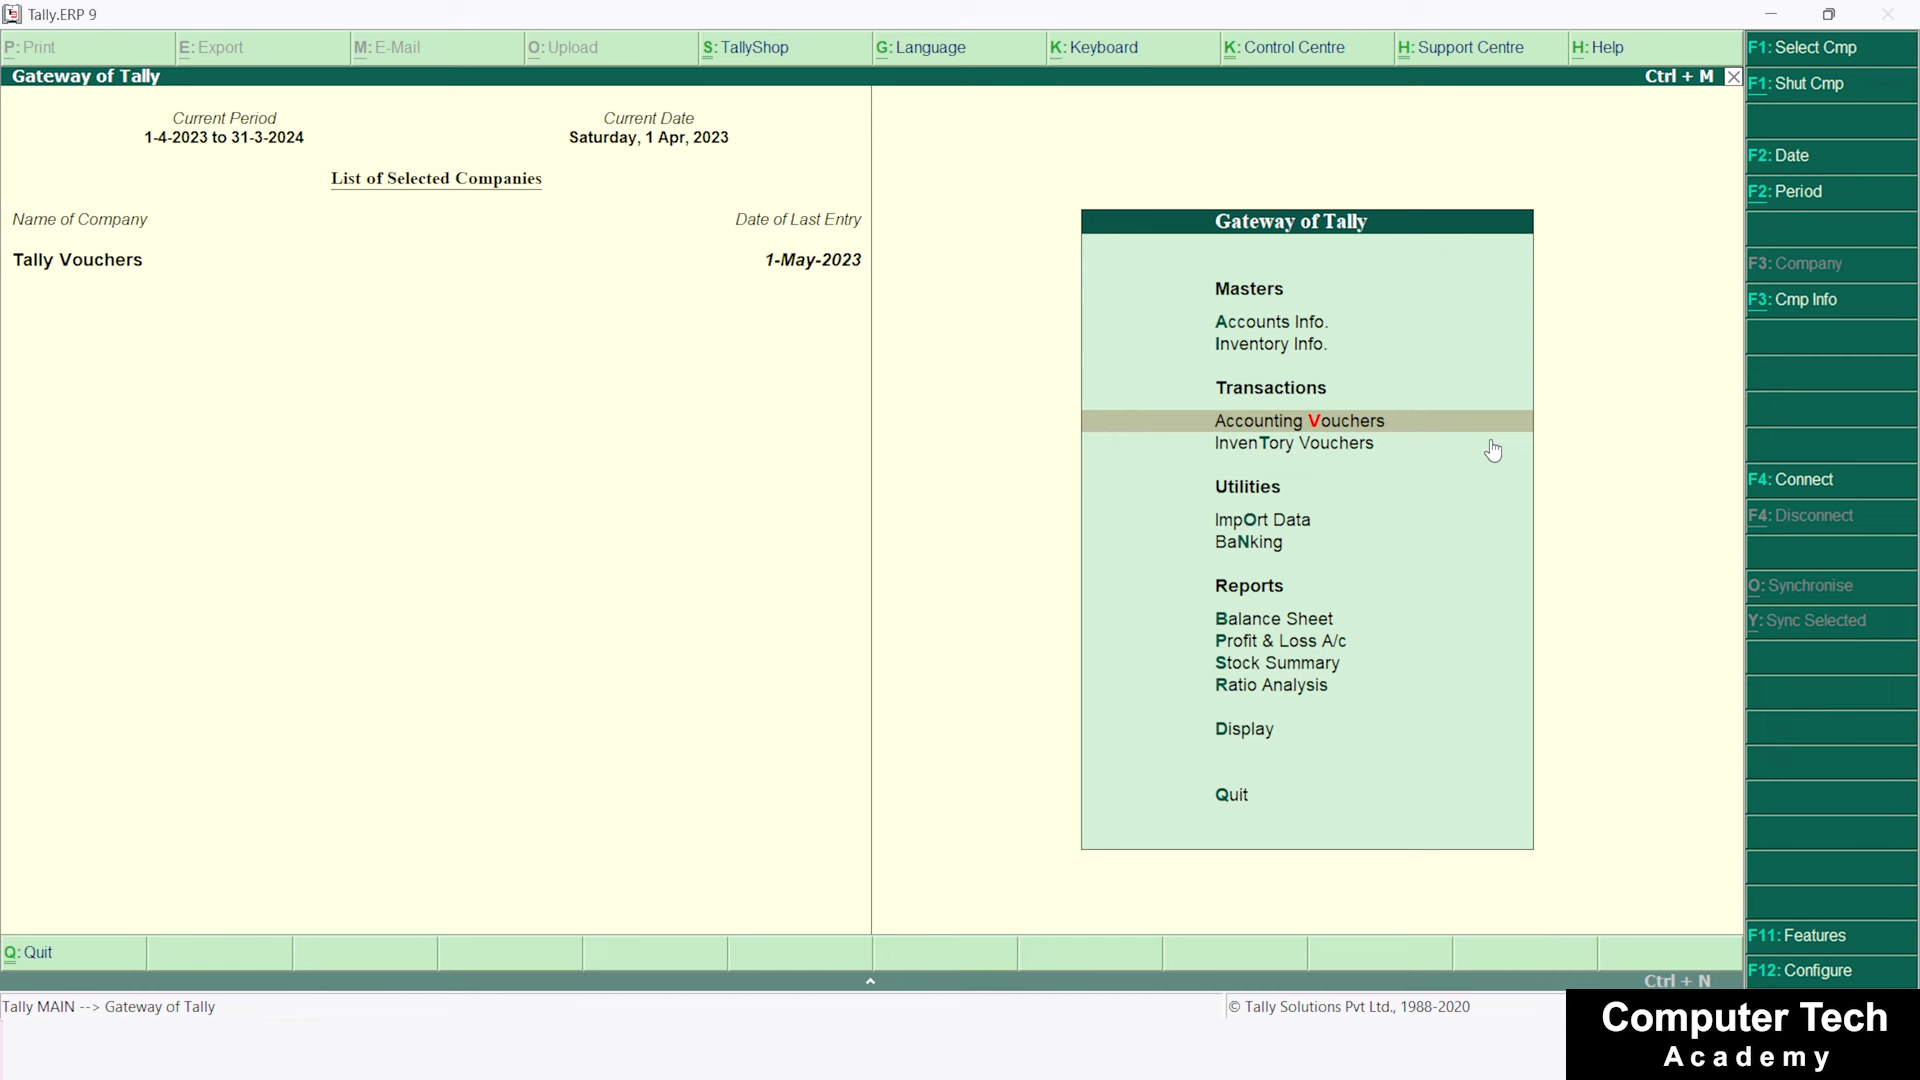 Tally.ERP 9
P: Print
E: Export
M: E-Mail
O: Upload
S: TallyShop
G: Language
K: Keyboard
K: Control Centre
H: Support Centre
H: Help
Gateway of Tally
Ctrl + M
Current Period
1-4-2023 to 31-3-2024
Current Date
Saturday, 1 Apr, 2023
List of Selected Companies
Name of Company
Date of Last Entry
Tally Vouchers
1-May-2023
Gateway of Tally
Masters
Accounts Info.
Inventory Info.
Transactions
Accounting Vouchers
InvenTory Vouchers
Utilities
ImpOrt Data
BaNking
Reports
Balance Sheet
Profit & Loss A/c
Stock Summary
Ratio Analysis
Display
Quit
F1: Select Cmp
F1: Shut Cmp
F2: Date
F2: Period
F3: Company
F3: Cmp Info
F4: Connect
F4: Disconnect
O: Synchronise
Y: Sync Selected
F11: Features
F12: Configure
Q: Quit
Ctrl + N
Tally MAIN --> Gateway of Tally
© Tally Solutions Pvt Ltd., 1988-2020
Computer Tech
Academy